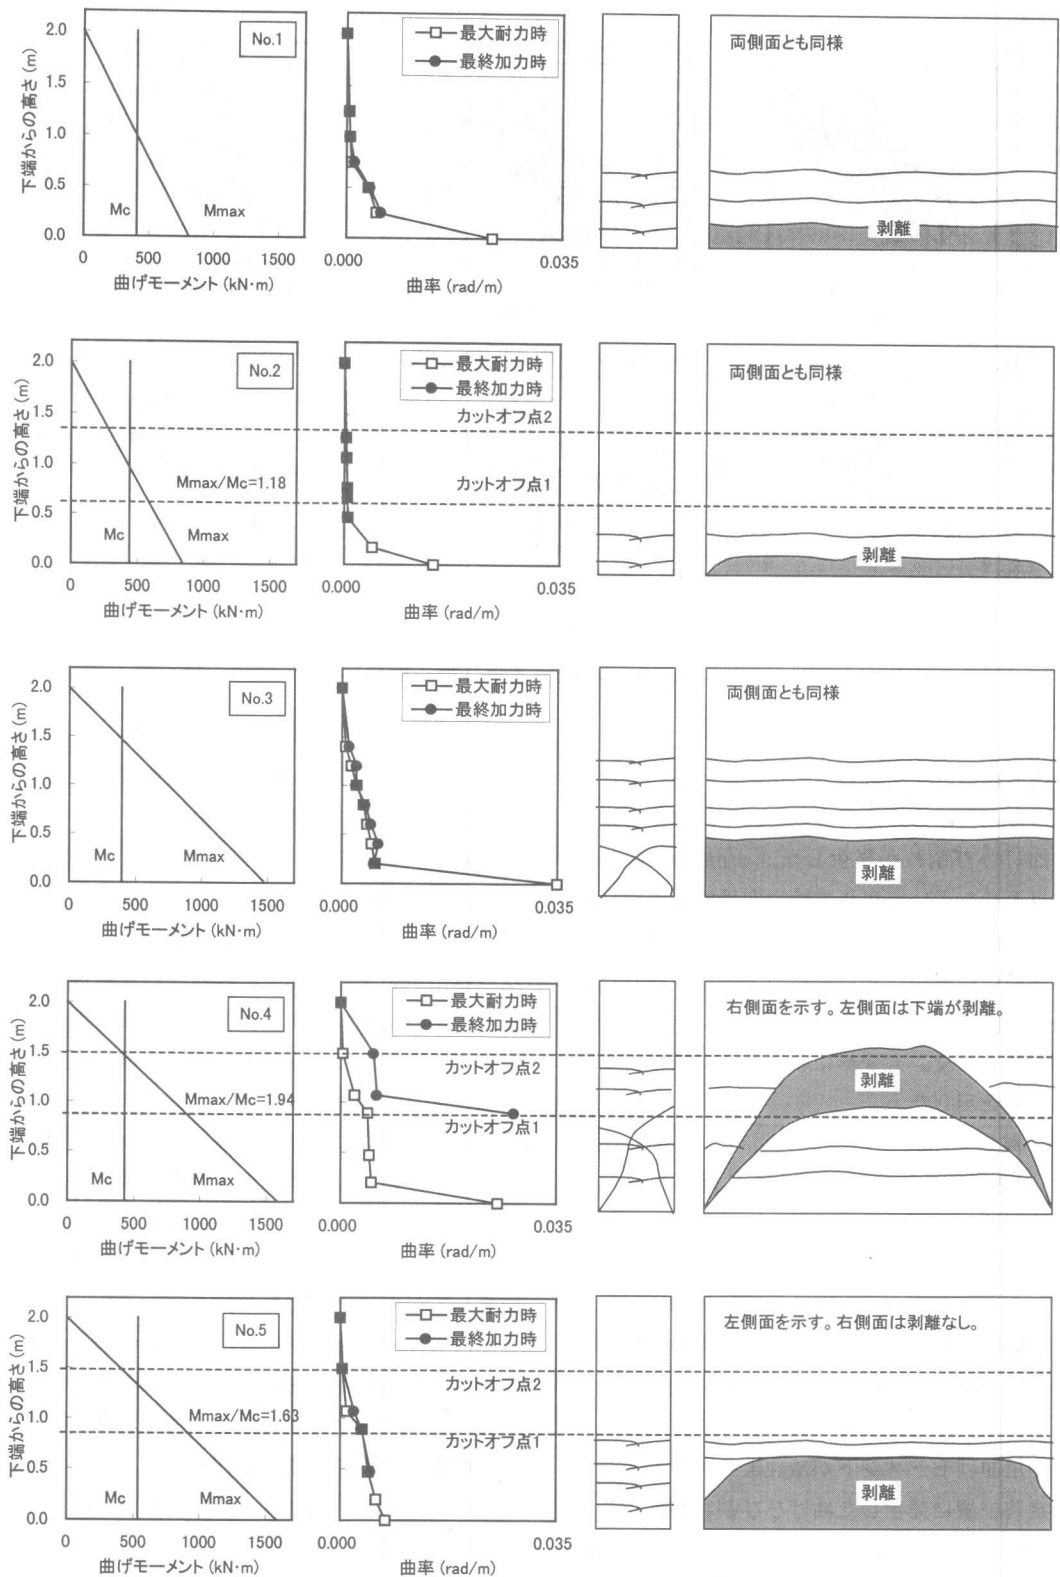 下端からの高さ (m)
2.0
1.5
1.0
0.5
0.0
No.1
Mc
Mmax
0 500 1000 1500
曲げモーメント (kN·m)
最大耐力時
最終加力時
0.000 0.035
曲率 (rad/m)
両側面とも同様
剥離
下端からの高さ (m)
2.0
1.5
1.0
0.5
0.0
No.2
Mmax/Mc=1.18
Mc
Mmax
0 500 1000 1500
曲げモーメント (kN·m)
最大耐力時
最終加力時
カットオフ点2
カットオフ点1
0.000 0.035
曲率 (rad/m)
両側面とも同様
剥離
下端からの高さ (m)
2.0
1.5
1.0
0.5
0.0
No.3
Mc
Mmax
0 500 1000 1500
曲げモーメント (kN·m)
最大耐力時
最終加力時
0.000 0.035
曲率 (rad/m)
両側面とも同様
剥離
下端からの高さ (m)
2.0
1.5
1.0
0.5
0.0
No.4
Mmax/Mc=1.94
Mc
Mmax
0 500 1000 1500
曲げモーメント (kN·m)
最大耐力時
最終加力時
カットオフ点2
カットオフ点1
0.000 0.035
曲率 (rad/m)
右側面を示す。左側面は下端が剥離。
剥離
下端からの高さ (m)
2.0
1.5
1.0
0.5
0.0
No.5
Mmax/Mc=1.63
Mc
Mmax
0 500 1000 1500
曲げモーメント (kN·m)
最大耐力時
最終加力時
カットオフ点2
カットオフ点1
0.000 0.035
曲率 (rad/m)
左側面を示す。右側面は剥離なし。
剥離